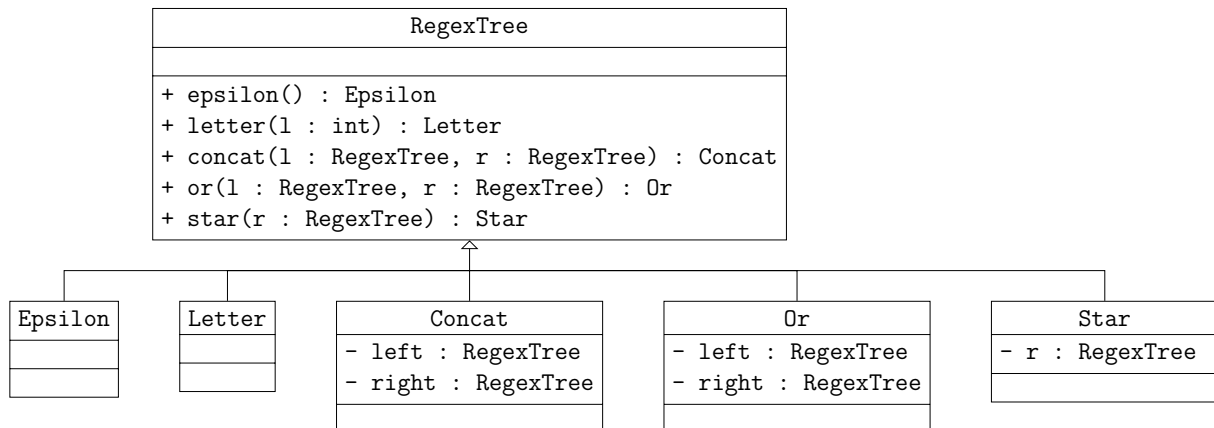 RegexTree
+ epsilon() : Epsilon
+ letter(l : int) : Letter
+ concat(l : RegexTree, r : RegexTree) : Concat
+ or(l : RegexTree, r : RegexTree) : Or
+ star(r : RegexTree) : Star
Epsilon
Letter
Concat
- left : RegexTree
- right : RegexTree
Or
- left : RegexTree
- right : RegexTree
Star
- r : RegexTree